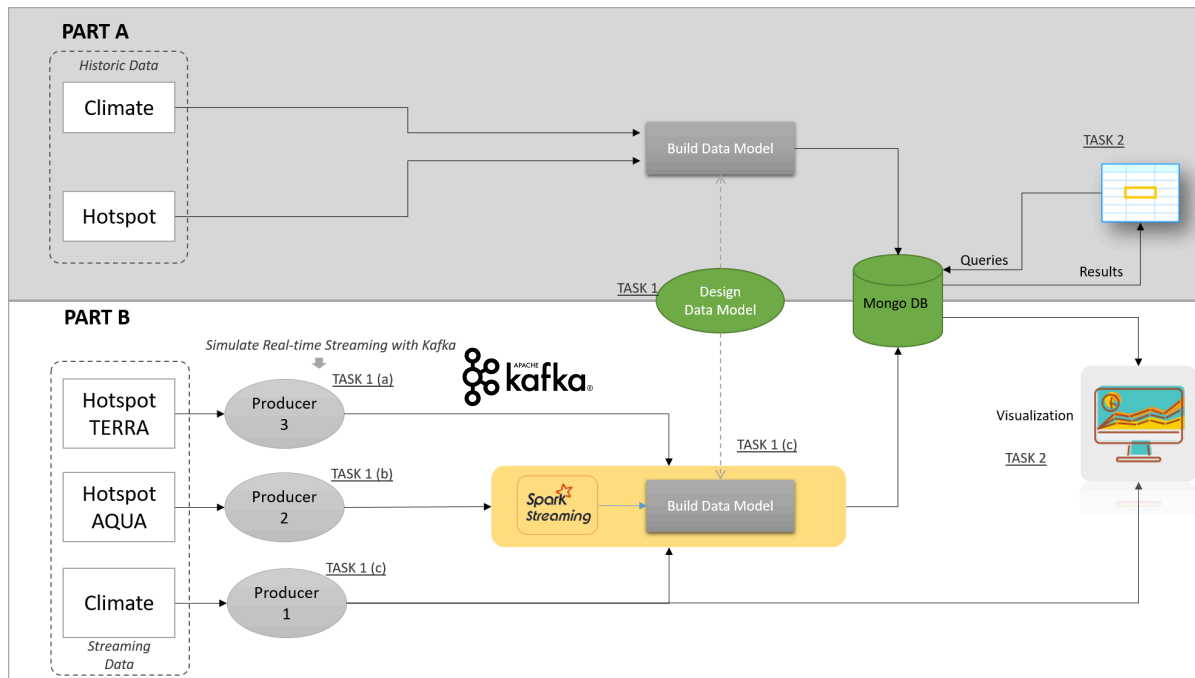 PART A
Historic Data
Climate
Hotspot
Build Data Model
TASK 2
Queries
Results
Mongo DB
TASK 1
Design
Data Model
PART B
Simulate Real-time Streaming with Kafka
Hotspot
TERRA
Producer
3
TASK 1 (a)
APACHE
kafka®
Hotspot
AQUA
Producer
2
TASK 1 (b)
Spark
Streaming
Build Data Model
TASK 1 (c)
Visualization
TASK 2
Climate
Producer
1
TASK 1 (c)
Streaming
Data